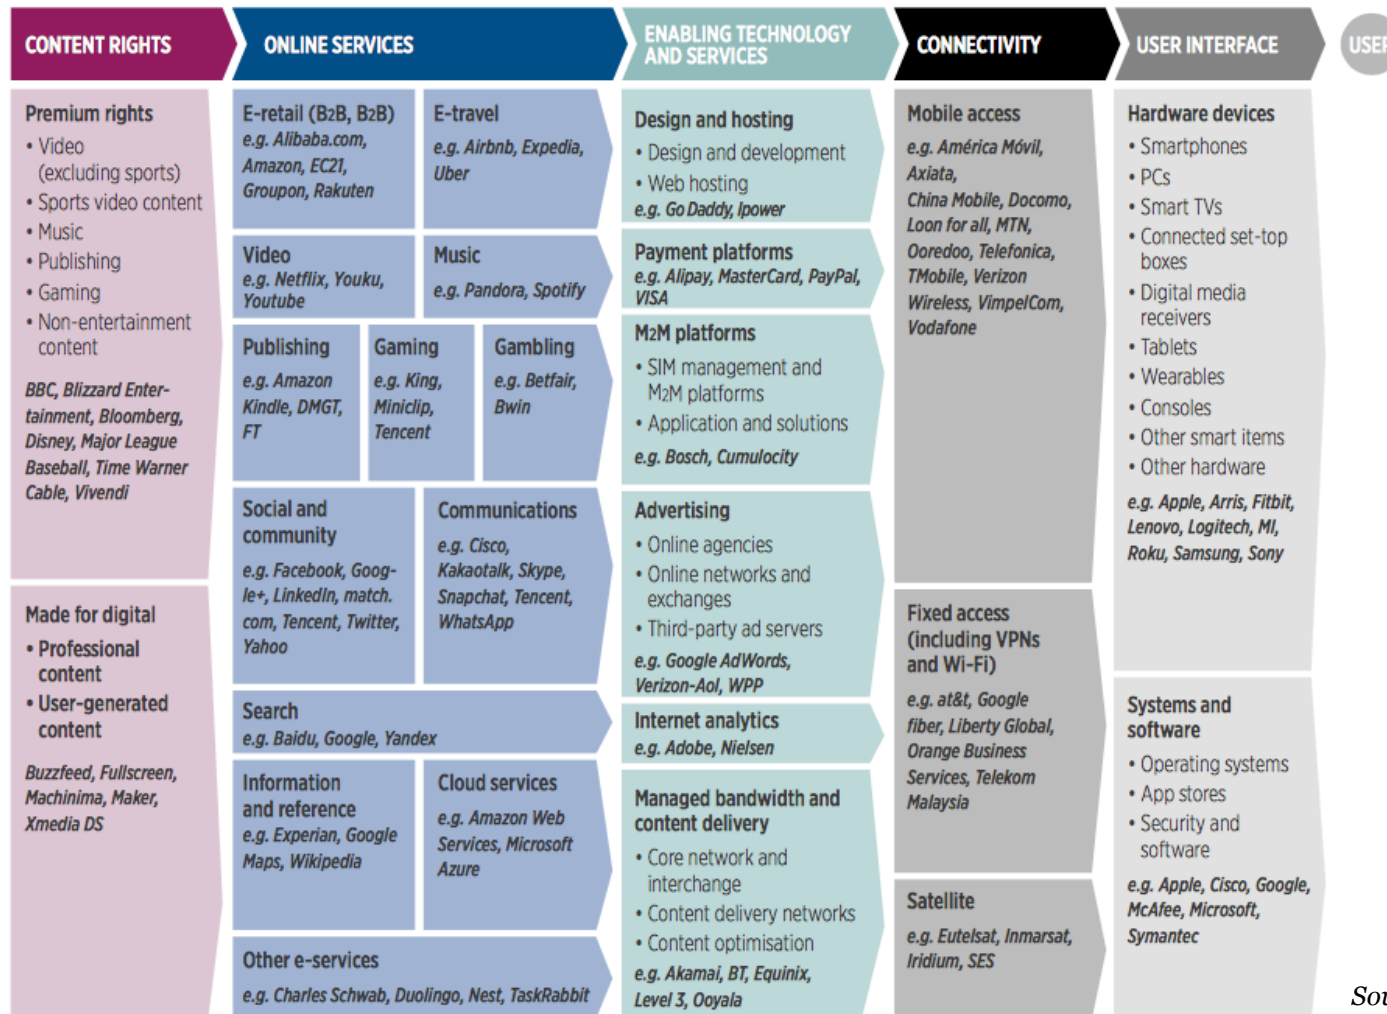 CONTENT RIGHTS
ONLINE SERVICES
ENABLING TECHNOLOGY
AND SERVICES
CONNECTIVITY
USER INTERFACE
USER
Premium rights
• Video
(excluding sports)
• Sports video content
• Music
• Publishing
• Gaming
• Non-entertainment
content
BBC, Blizzard Enter-
tainment, Bloomberg,
Disney, Major League
Baseball, Time Warner
Cable, Vivendi
Made for digital
• Professional
content
• User-generated
content
Buzzfeed, Fullscreen,
Machinima, Maker,
Xmedia DS
E-retail (B2B, B2B)
e.g. Alibaba.com,
Amazon, EC21,
Groupon, Rakuten
E-travel
e.g. Airbnb, Expedia,
Uber
Video
e.g. Netflix, Youku,
Youtube
Music
e.g. Pandora, Spotify
Publishing
e.g. Amazon
Kindle, DMGT,
FT
Gaming
e.g. King,
Miniclip,
Tencent
Gambling
e.g. Betfair,
Bwin
Social and
community
e.g. Facebook, Goog-
le+, LinkedIn, match.
com, Tencent, Twitter,
Yahoo
Communications
e.g. Cisco,
Kakaotalk, Skype,
Snapchat, Tencent,
WhatsApp
Search
e.g. Baidu, Google, Yandex
Information
and reference
e.g. Experian, Google
Maps, Wikipedia
Cloud services
e.g. Amazon Web
Services, Microsoft
Azure
Other e-services
e.g. Charles Schwab, Duolingo, Nest, TaskRabbit
Design and hosting
• Design and development
• Web hosting
e.g. Go Daddy, Ipower
Payment platforms
e.g. Alipay, MasterCard, PayPal,
VISA
M2M platforms
• SIM management and
M2M platforms
• Application and solutions
e.g. Bosch, Cumulocity
Advertising
• Online agencies
• Online networks and
exchanges
• Third-party ad servers
e.g. Google AdWords,
Verizon-Aol, WPP
Internet analytics
e.g. Adobe, Nielsen
Managed bandwidth and
content delivery
• Core network and
interchange
• Content delivery networks
• Content optimisation
e.g. Akamai, BT, Equinix,
Level 3, Ooyala
Mobile access
e.g. América Móvil,
Axiata,
China Mobile, Docomo,
Loon for all, MTN,
Ooredoo, Telefonica,
TMobile, Verizon
Wireless, VimpelCom,
Vodafone
Fixed access
(including VPNs
and Wi-Fi)
e.g. at&t, Google
fiber, Liberty Global,
Orange Business
Services, Telekom
Malaysia
Satellite
e.g. Eutelsat, Inmarsat,
Iridium, SES
Hardware devices
• Smartphones
• PCs
• Smart TVs
• Connected set-top
boxes
• Digital media
receivers
• Tablets
• Wearables
• Consoles
• Other smart items
• Other hardware
e.g. Apple, Arris, Fitbit,
Lenovo, Logitech, MI,
Roku, Samsung, Sony
Systems and
software
• Operating systems
• App stores
• Security and
software
e.g. Apple, Cisco, Google,
McAfee, Microsoft,
Symantec
Sou